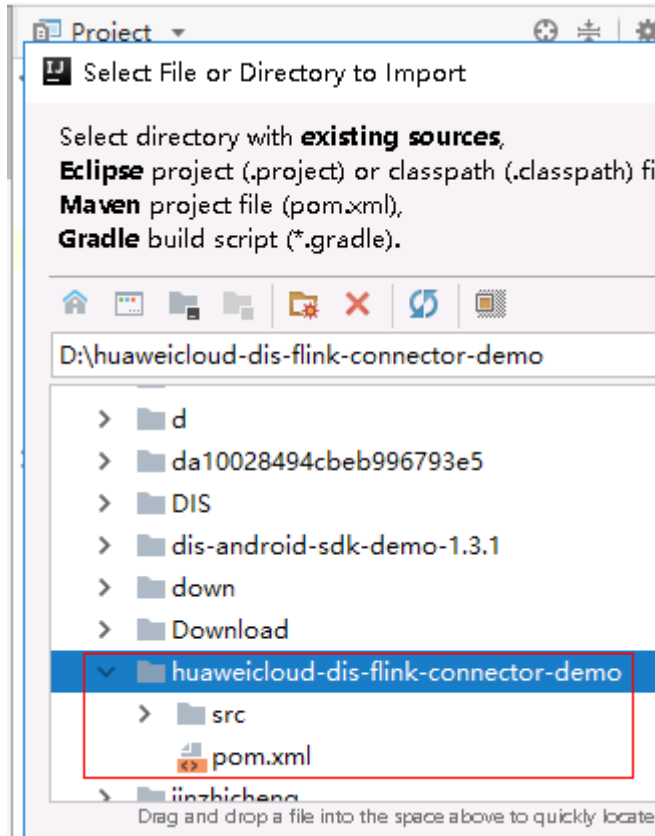 Project
Select File or Directory to Import
Select directory with existing sources,
Eclipse project (.project) or classpath (.classpath) fi
Maven project file (pom.xml),
Gradle build script (*.gradle).
D:\huaweicloud-dis-flink-connector-demo
d
da10028494cbeb996793e5
DIS
dis-android-sdk-demo-1.3.1
down
Download
huaweicloud-dis-flink-connector-demo
src
pom.xml
jinzhicheng
Drag and drop a file into the space above to quickly locate